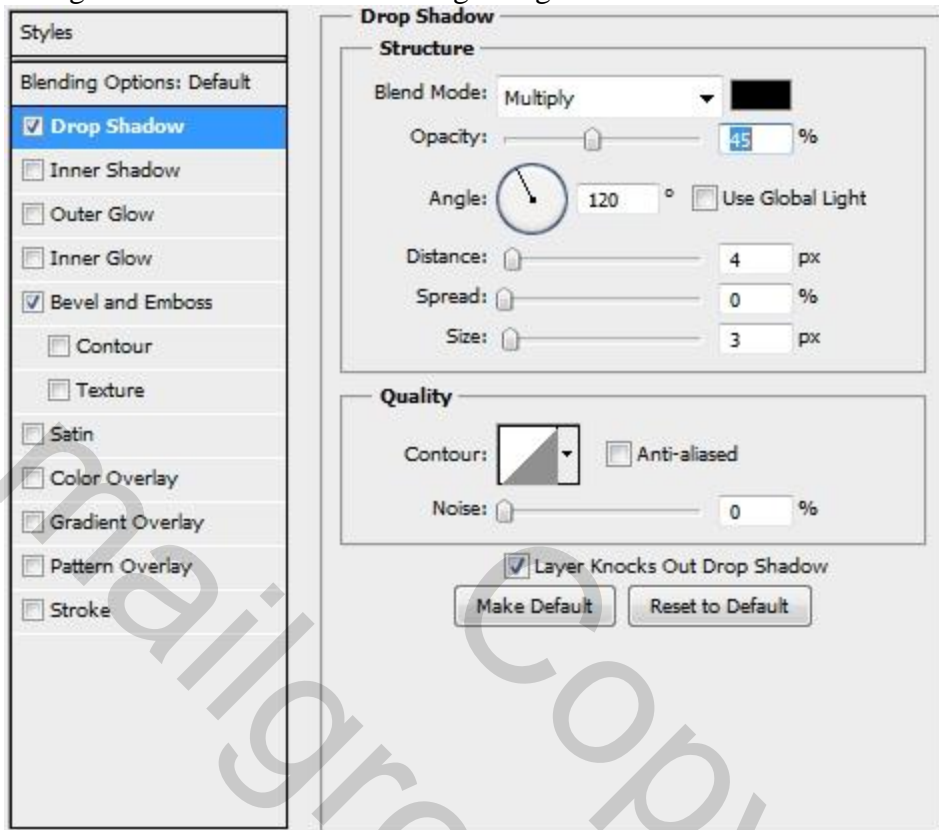 Styles
Blending Options: Default
Drop Shadow
Inner Shadow
Outer Glow
Inner Glow
Bevel and Emboss
Contour
Texture
Satin
Color Overlay
Gradient Overlay
Pattern Overlay
Stroke
Drop Shadow
Structure
Blend Mode: Multiply
Opacity: 45 %
Angle: 120 ° Use Global Light
Distance: 4 px
Spread: 0 %
Size: 3 px
Quality
Contour: Anti-aliased
Noise: 0 %
Layer Knocks Out Drop Shadow
Make Default Reset to Default